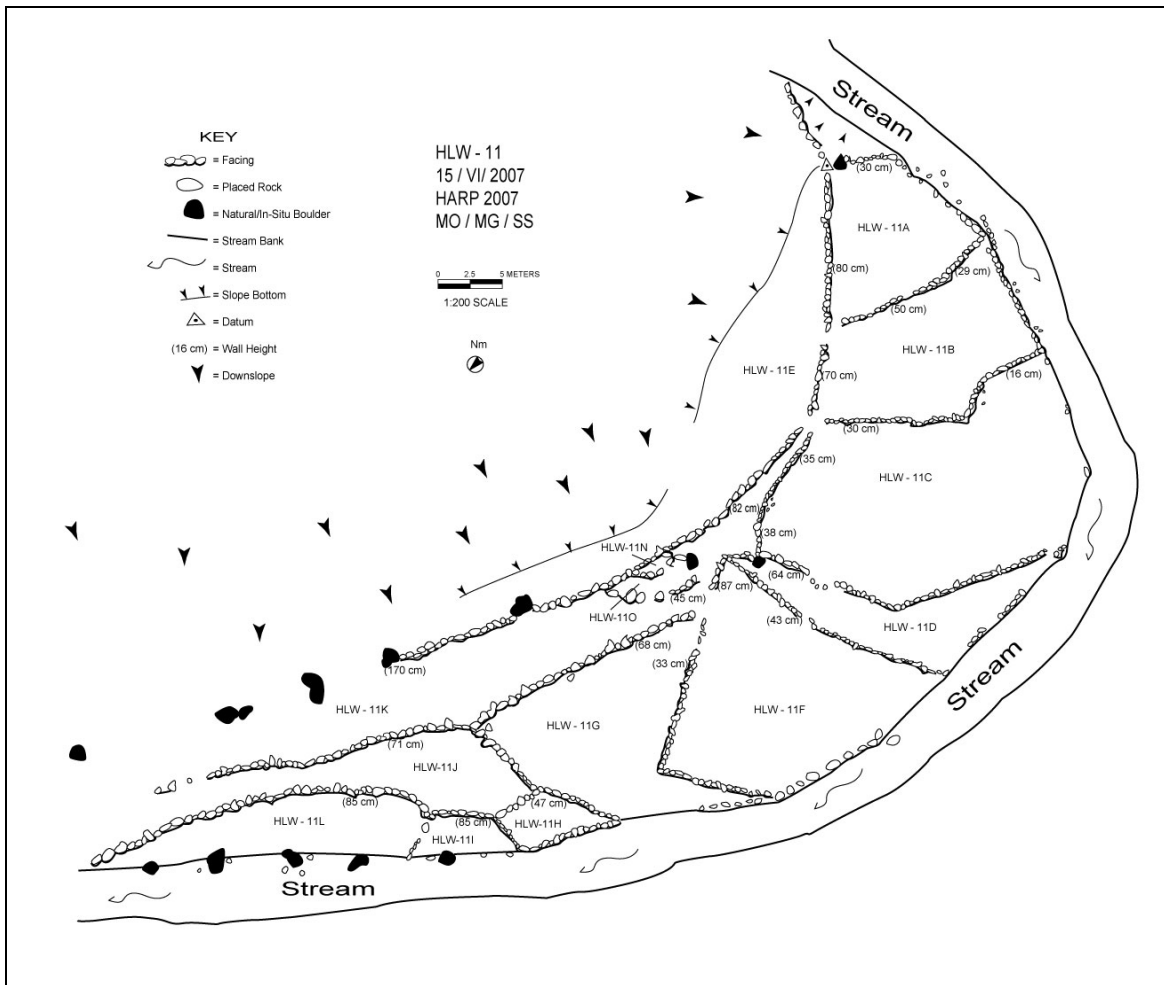 KEY
= Facing
= Placed Rock
= Natural/In-Situ Boulder
= Stream Bank
= Stream
= Slope Bottom
= Datum
(16 cm) = Wall Height
= Downslope
HLW - 11
15 / VI/ 2007
HARP 2007
MO / MG / SS
0 2.5 5 METERS
1:200 SCALE
Nm
Stream
(30 cm)
HLW - 11A
(80 cm)
(29 cm)
(50 cm)
HLW - 11B
HLW - 11E
(70 cm)
(16 cm)
(30 cm)
(35 cm)
HLW - 11C
(82 cm)
(38 cm)
HLW-11N
(64 cm)
(87 cm)
(45 cm)
HLW-11O
(43 cm)
HLW - 11D
(68 cm)
(33 cm)
(170 cm)
Stream
HLW - 11K
HLW - 11F
HLW - 11G
(71 cm)
HLW-11J
(85 cm)
(47 cm)
HLW - 11L
(85 cm)
HLW-11H
HLW-11I
Stream